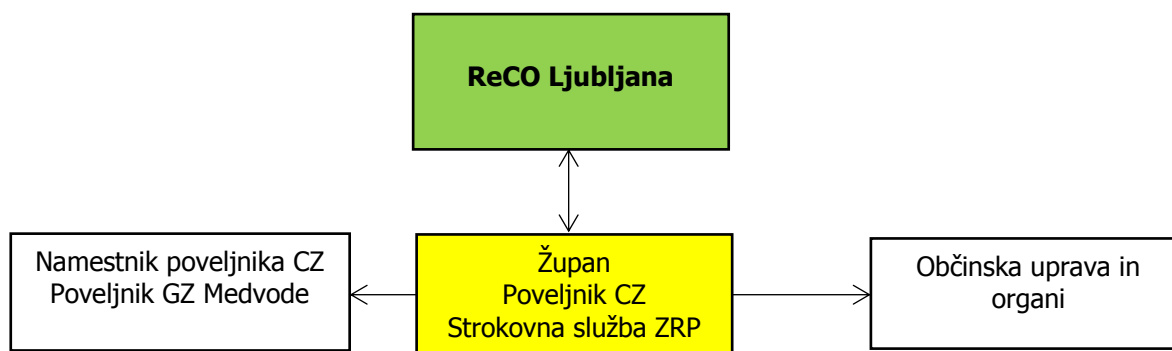 ReCO Ljubljana
Namestnik poveljnika CZ
Poveljnik GZ Medvode
Župan
Poveljnik CZ
Strokovna služba ZRP
Občinska uprava in
organi